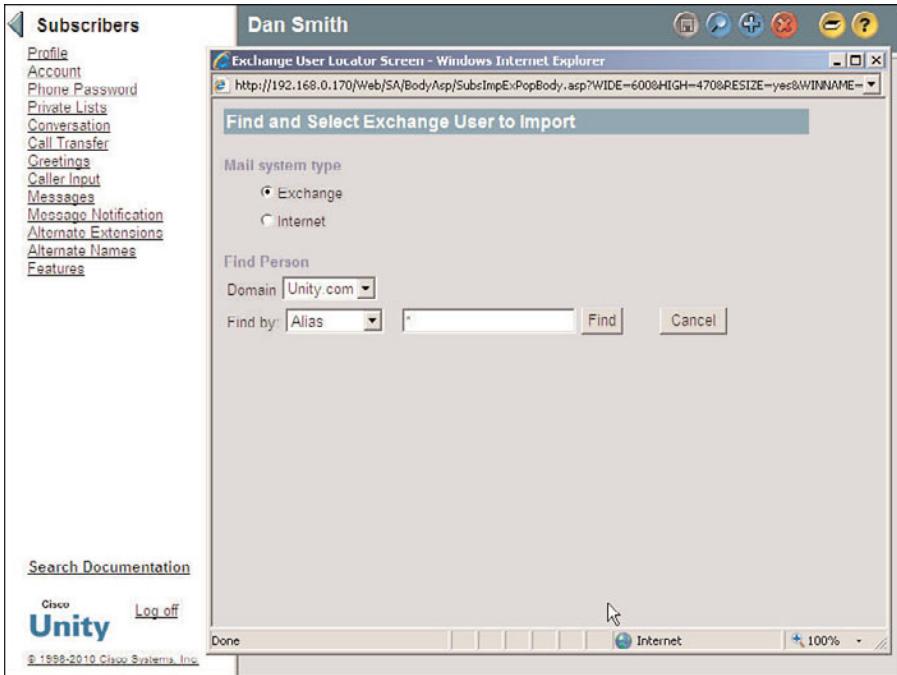 Subscribers
Dan Smith
Profile
Account
Phone Password
Private Lists
Conversation
Call Transfer
Greetings
Caller Input
Messages
Message Notification
Alternate Extensions
Alternate Names
Features
Search Documentation
Cisco
Unity
Log off
© 1998-2010 Cisco Systems, Inc.
Exchange User Locator Screen - Windows Internet Explorer
http://192.168.0.170/Web/SA/BodyAsp/SubsImpExPopBody.asp?WIDE=600&HIGH=470&RESIZE=yes&WINNAME=
Find and Select Exchange User to Import
Mail system type
Exchange
Internet
Find Person
Domain Unity.com
Find by: Alias * Find Cancel
Done Internet 100%